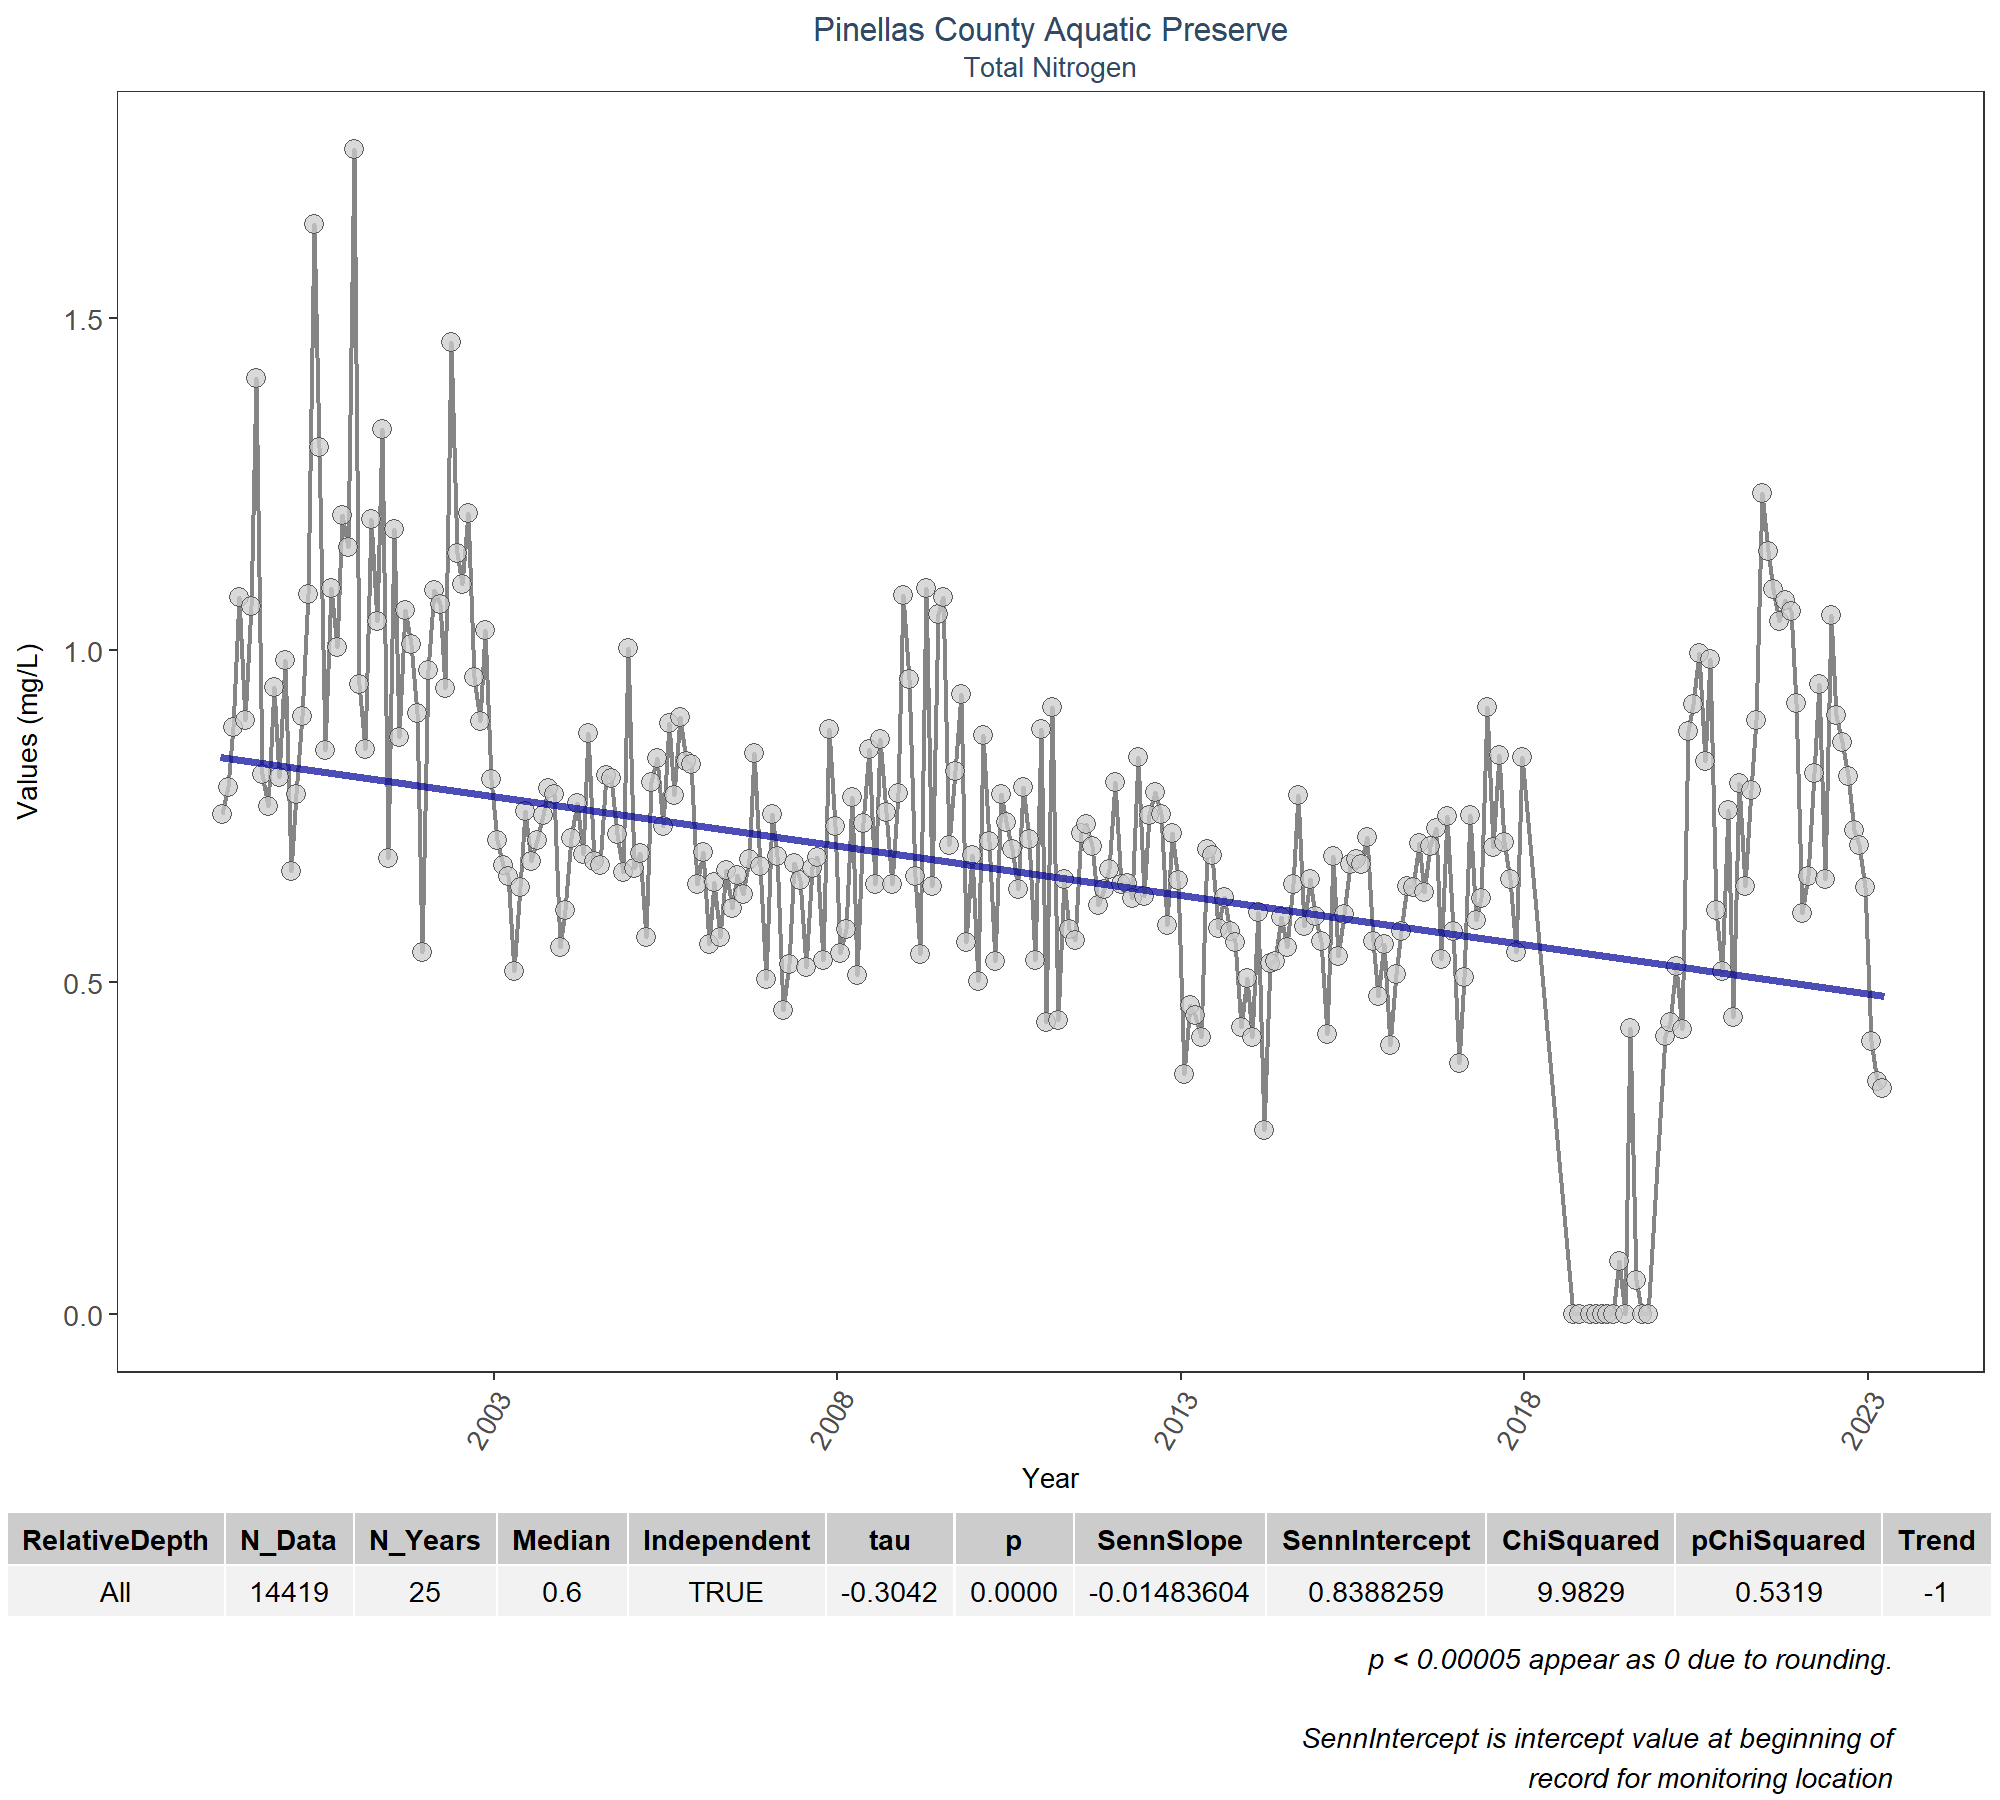 Pinellas County Aquatic Preserve
Total Nitrogen
Values (mg/L)
1.5
1.0
0.5
0.0
2003 2008 2013 2018 2023
Year
RelativeDepth N_Data N_Years Median Independent tau p SennSlope SennIntercept ChiSquared pChiSquared Trend
All 14419 25 0.6 TRUE -0.3042 0.0000 -0.01483604 0.8388259 9.9829 0.5319 -1
p < 0.00005 appear as 0 due to rounding.
SennIntercept is intercept value at beginning of
record for monitoring location